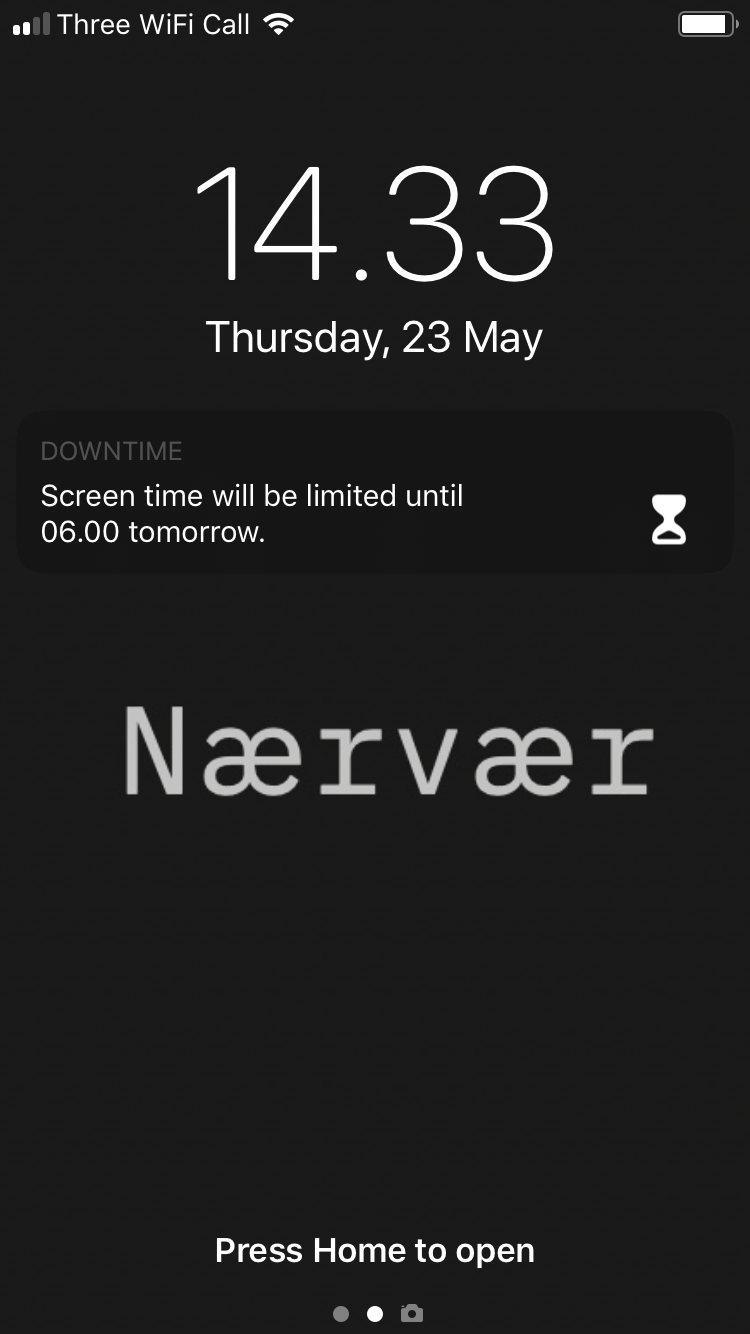 Three WiFi Call
14.33
Thursday, 23 May
DOWNTIME
Screen time will be limited until
06.00 tomorrow.
Nærvær
Press Home to open